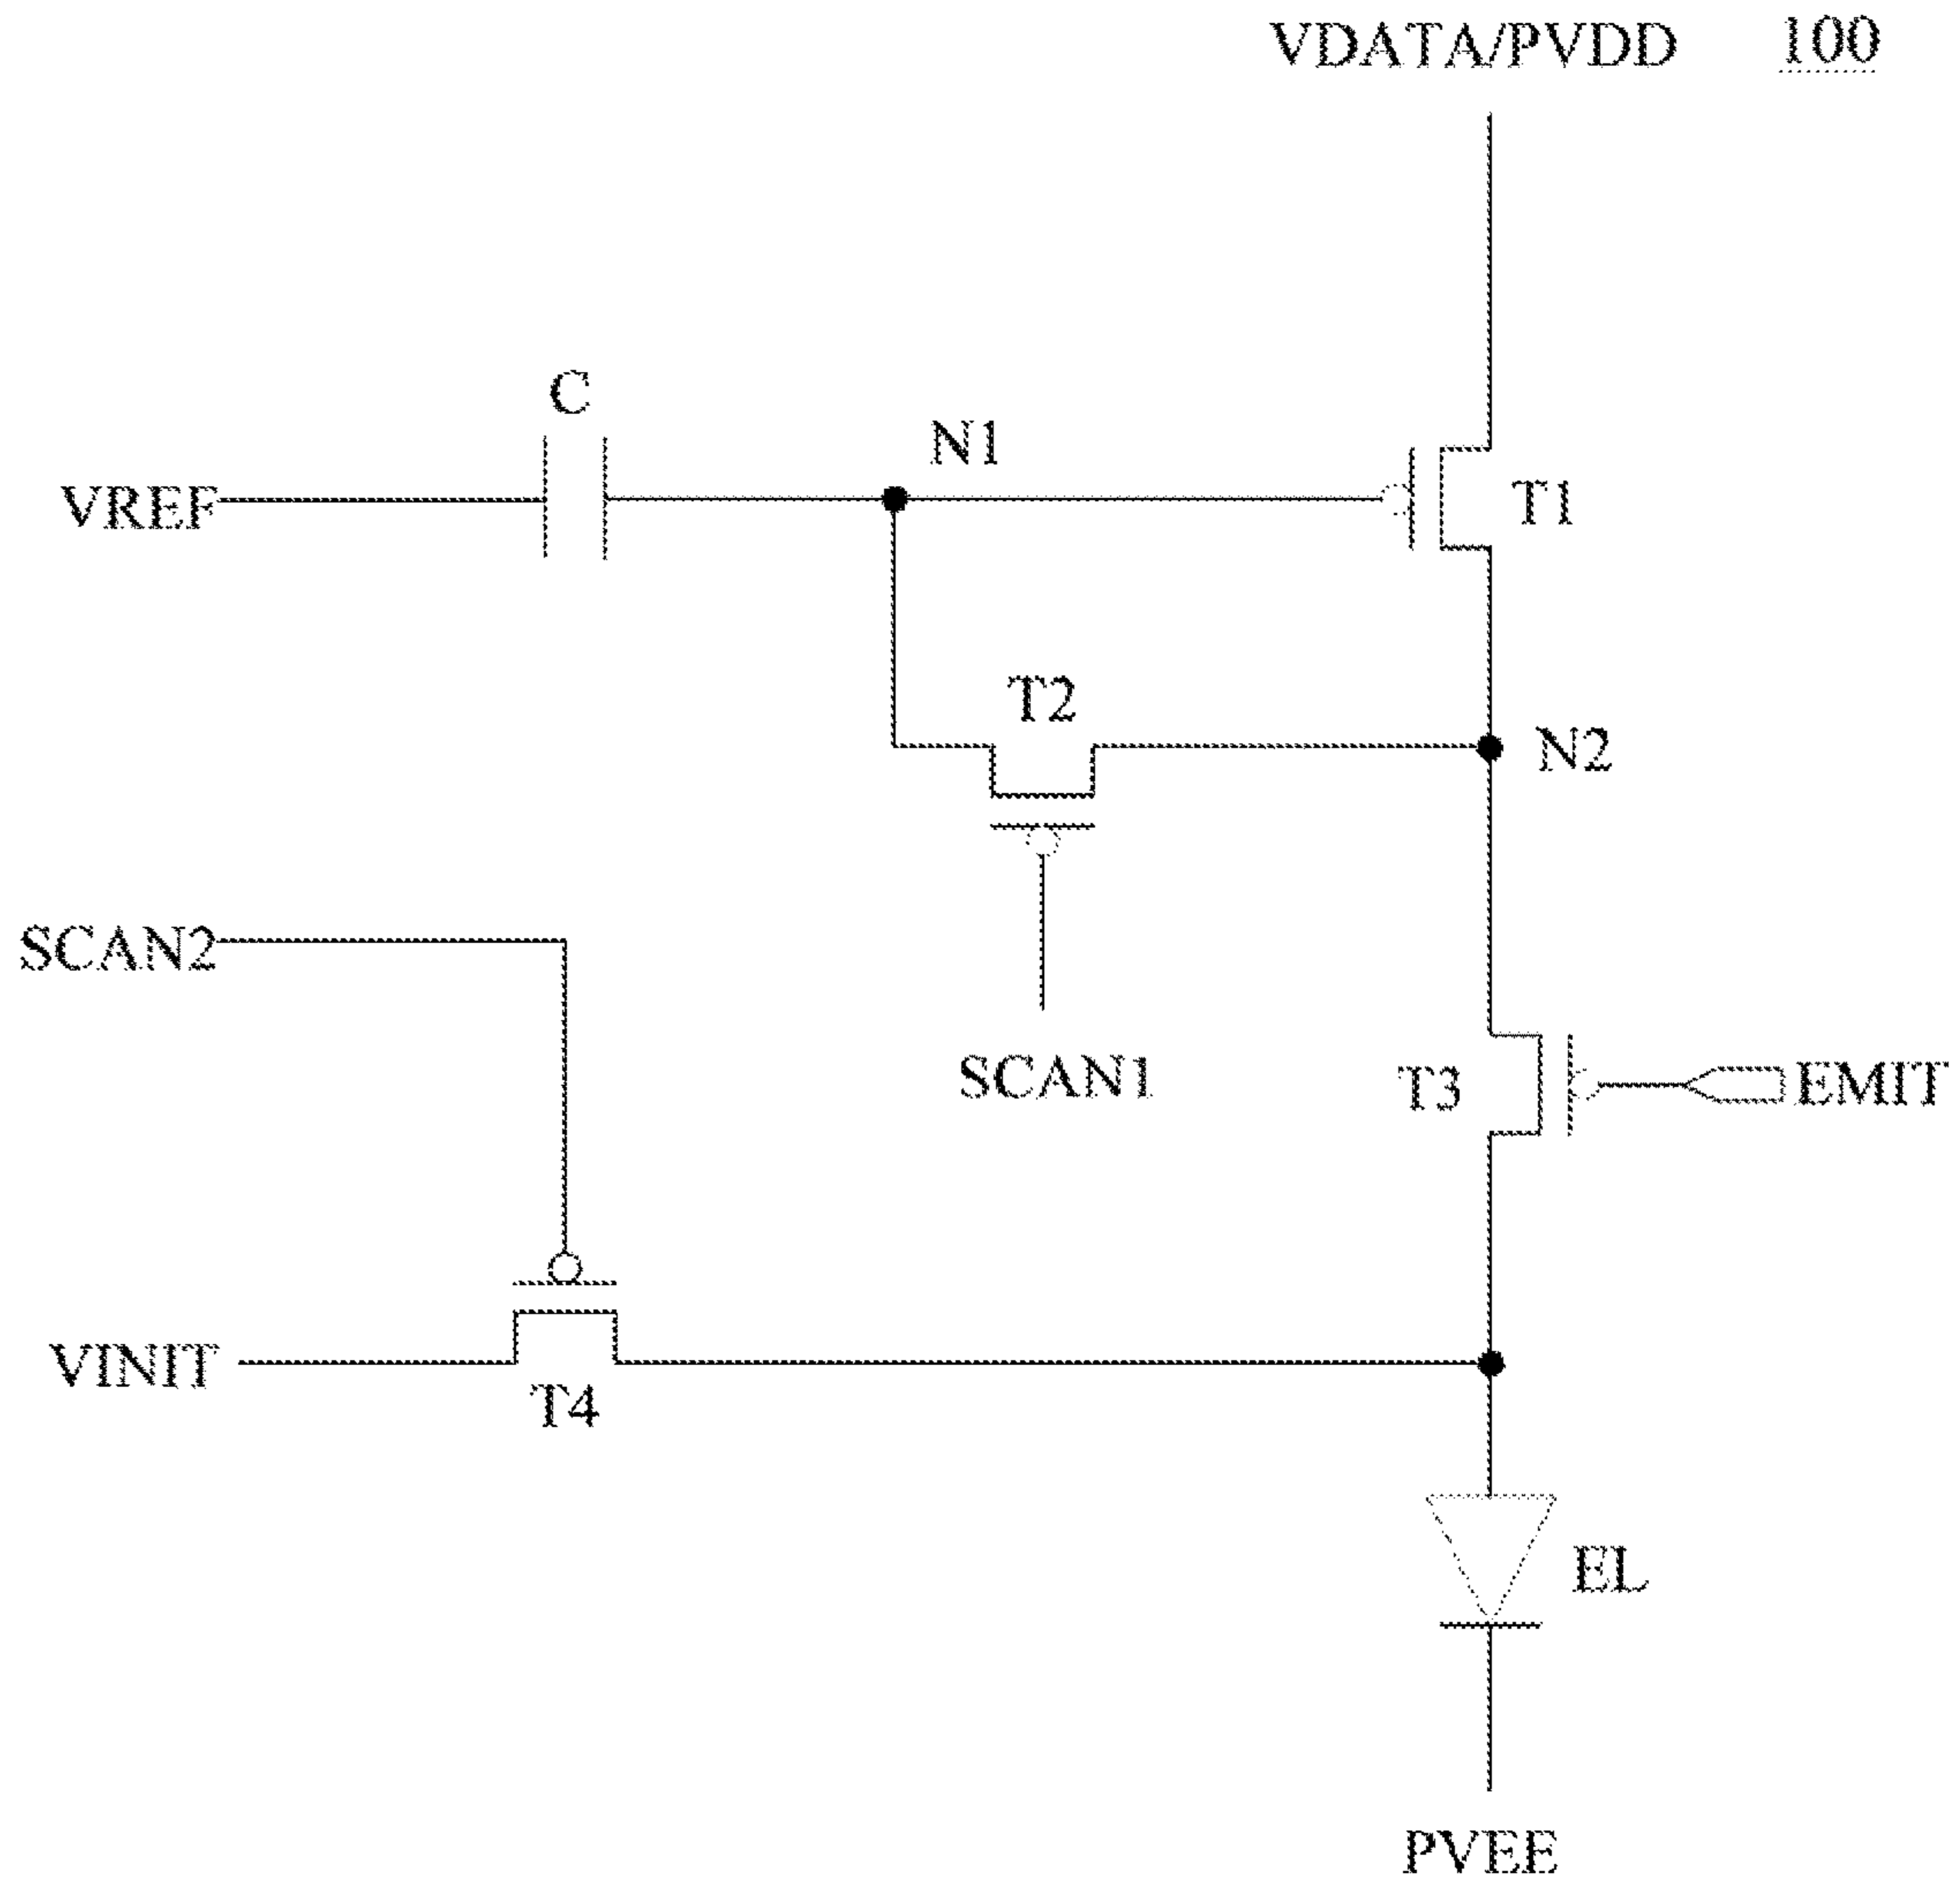 VDATA/PVDD 100
C
N1
VREF
T1
T2
N2
SCAN2
SCAN1
T3
EMIT
VINIT
T4
EL
PVEE